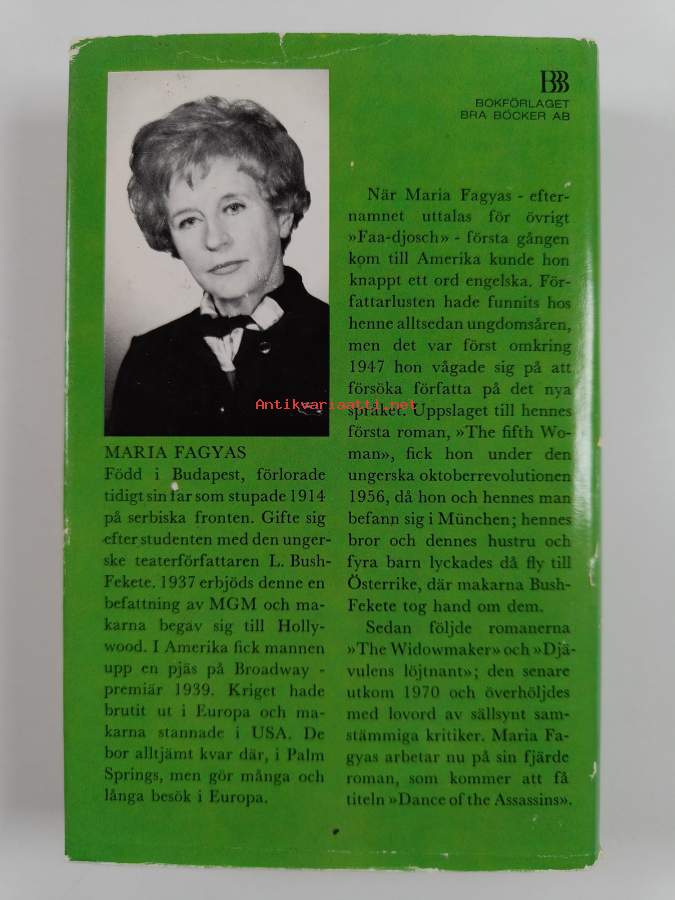 BBB
BOKFÖRLAGET
BRA BÖCKER AB
MARIA FAGYAS
Född i Budapest, förlorade
tidigt sin far som stupade 1914
på serbiska fronten. Gifte sig
efter studenten med den unger-
ske teaterförfattaren L. Bush-
Fekete. 1937 erbjöds denne en
befattning av MGM och ma-
karna begav sig till Holly-
wood. I Amerika fick mannen
upp en pjäs på Broadway -
premiär 1939. Kriget hade
brutit ut i Europa och ma-
karna stannade i USA. De
bor alltjämt kvar där, i Palm
Springs, men gör många och
långa besök i Europa.
När Maria Fagyas - efter-
namnet uttalas för övrigt
»Faa-djosch» - första gången
kom till Amerika kunde hon
knappt ett ord engelska. För-
fattarlusten hade funnits hos
henne alltsedan ungdomsåren,
men det var först omkring
1947 hon vågade sig på att
försöka författa på det nya
språket. Uppslaget till hennes
första roman, »The fifth Wo-
man», fick hon under den
ungerska oktoberrevolutionen
1956, då hon och hennes man
befann sig i München; hennes
bror och dennes hustru och
fyra barn lyckades då fly till
Österrike, där makarna Bush-
Fekete tog hand om dem.
Sedan följde romanerna
»The Widowmaker» och »Djä-
vulens löjtnant»; den senare
utkom 1970 och överhöljdes
med lovord av sällsynt sam-
stämmiga kritiker. Maria Fa-
gyas arbetar nu på sin fjärde
roman, som kommer att få
titeln »Dance of the Assassins».
Antikvariaatti.net